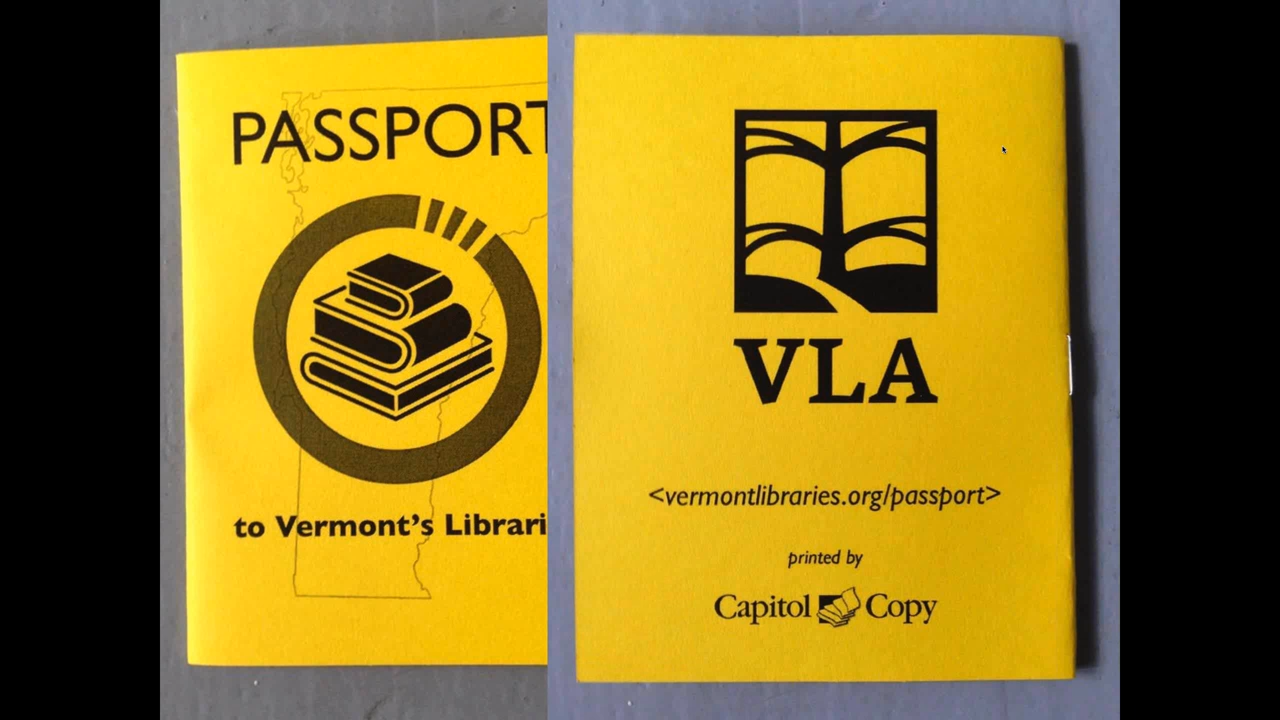 PASSPORT
to Vermont's Librari
VLA
<vermontlibraries.org/passport>
printed by
Capitol Copy